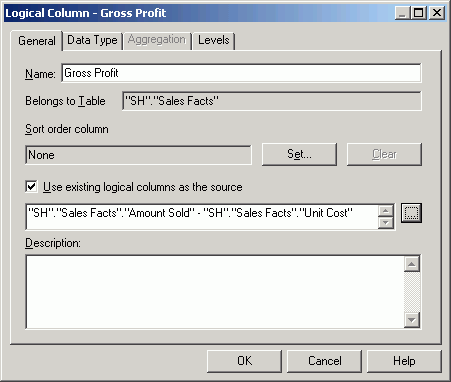 Logical Column - Gross Profit
General Data Type Aggregation Levels
Name: Gross Profit
Belongs to Table "SH"."Sales Facts"
Sort order column
None Set... Clear
Use existing logical columns as the source
"SH"."Sales Facts"."Amount Sold" - "SH"."Sales Facts"."Unit Cost"
Description:
OK Cancel Help